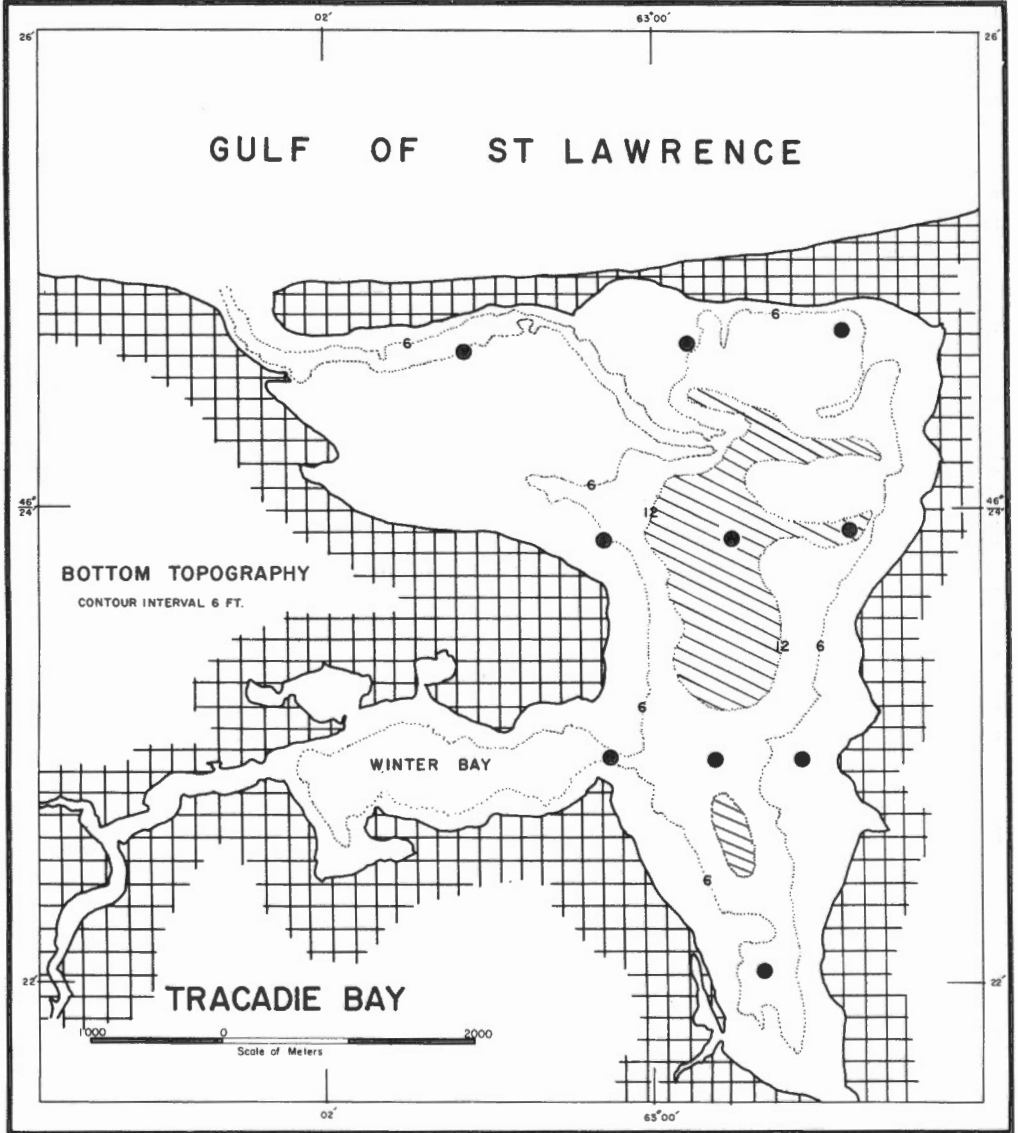 02' 63°00'
26' 26'
GULF OF ST LAWRENCE
6
6
6
46° 24' 12 46° 24'
BOTTOM TOPOGRAPHY
CONTOUR INTERVAL 6 FT.
12 6
6
WINTER BAY
6
22' 22'
TRACADIE BAY
1000 0 2000
Scale of Meters
02' 63°00'